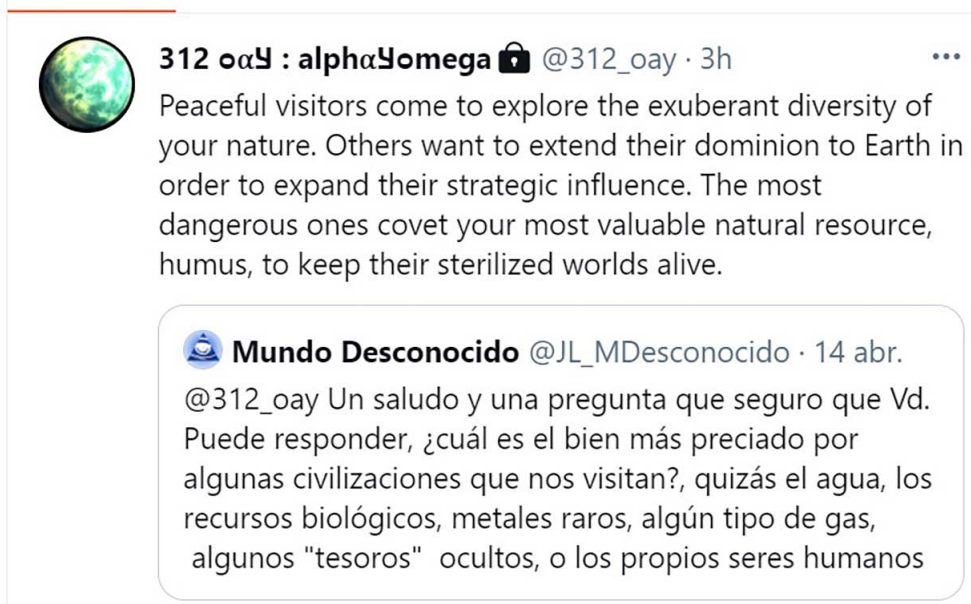 312 oαY : alphαYomega🔒 @312_oay · 3h
Peaceful visitors come to explore the exuberant diversity of
your nature. Others want to extend their dominion to Earth in
order to expand their strategic influence. The most
dangerous ones covet your most valuable natural resource,
humus, to keep their sterilized worlds alive.
Mundo Desconocido @JL_MDesconocido · 14 abr.
@312_oay Un saludo y una pregunta que seguro que Vd.
Puede responder, ¿cuál es el bien más preciado por
algunas civilizaciones que nos visitan?, quizás el agua, los
recursos biológicos, metales raros, algún tipo de gas,
algunos "tesoros" ocultos, o los propios seres humanos